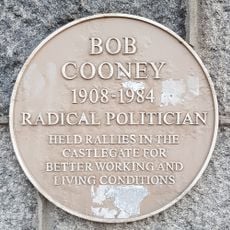 BOB
COONEY
1908-1984
RADICAL POLITICIAN
HELD RALLIES IN THE
CASTLEGATE FOR
BETTER WORKING AND
LIVING CONDITIONS